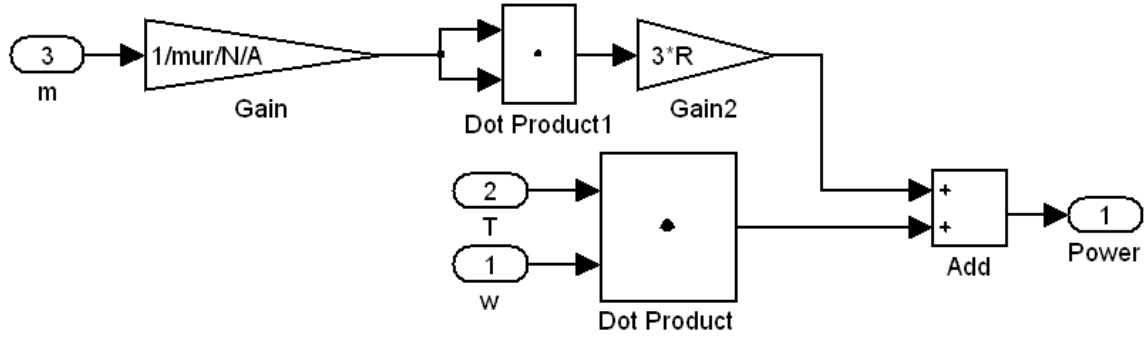 3
m
1/mur/N/A
Gain
Dot Product1
3*R
Gain2
2
T
1
w
Dot Product
+
+
Add
1
Power